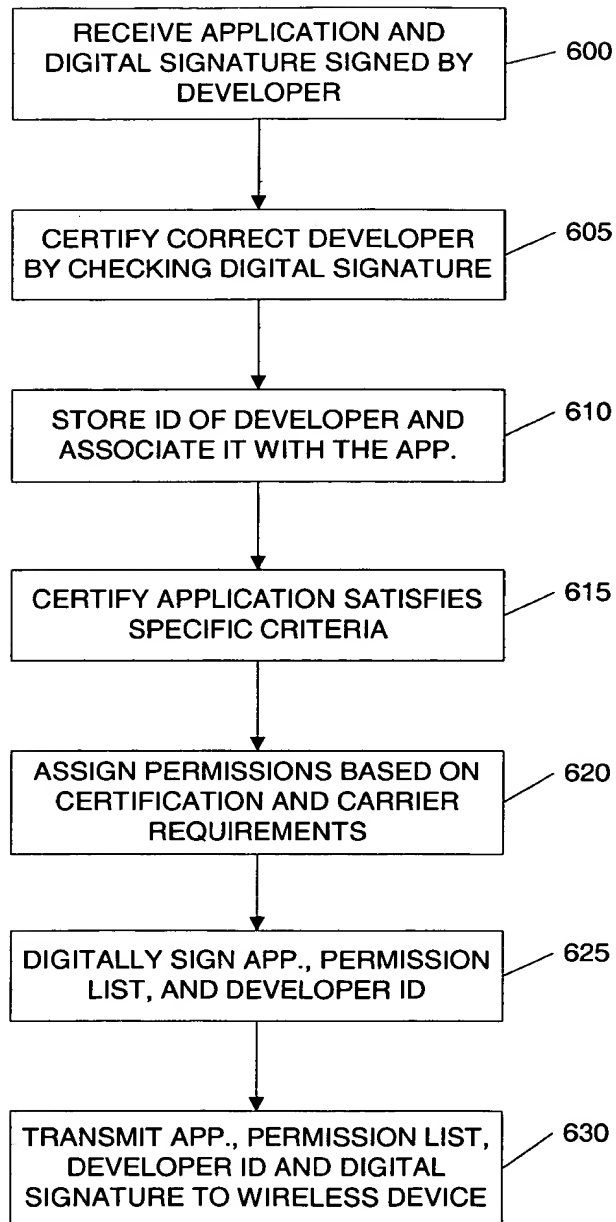 RECEIVE APPLICATION AND
DIGITAL SIGNATURE SIGNED BY
DEVELOPER
600
CERTIFY CORRECT DEVELOPER
BY CHECKING DIGITAL SIGNATURE
605
STORE ID OF DEVELOPER AND
ASSOCIATE IT WITH THE APP.
610
CERTIFY APPLICATION SATISFIES
SPECIFIC CRITERIA
615
ASSIGN PERMISSIONS BASED ON
CERTIFICATION AND CARRIER
REQUIREMENTS
620
DIGITALLY SIGN APP., PERMISSION
LIST, AND DEVELOPER ID
625
TRANSMIT APP., PERMISSION LIST,
DEVELOPER ID AND DIGITAL
SIGNATURE TO WIRELESS DEVICE
630